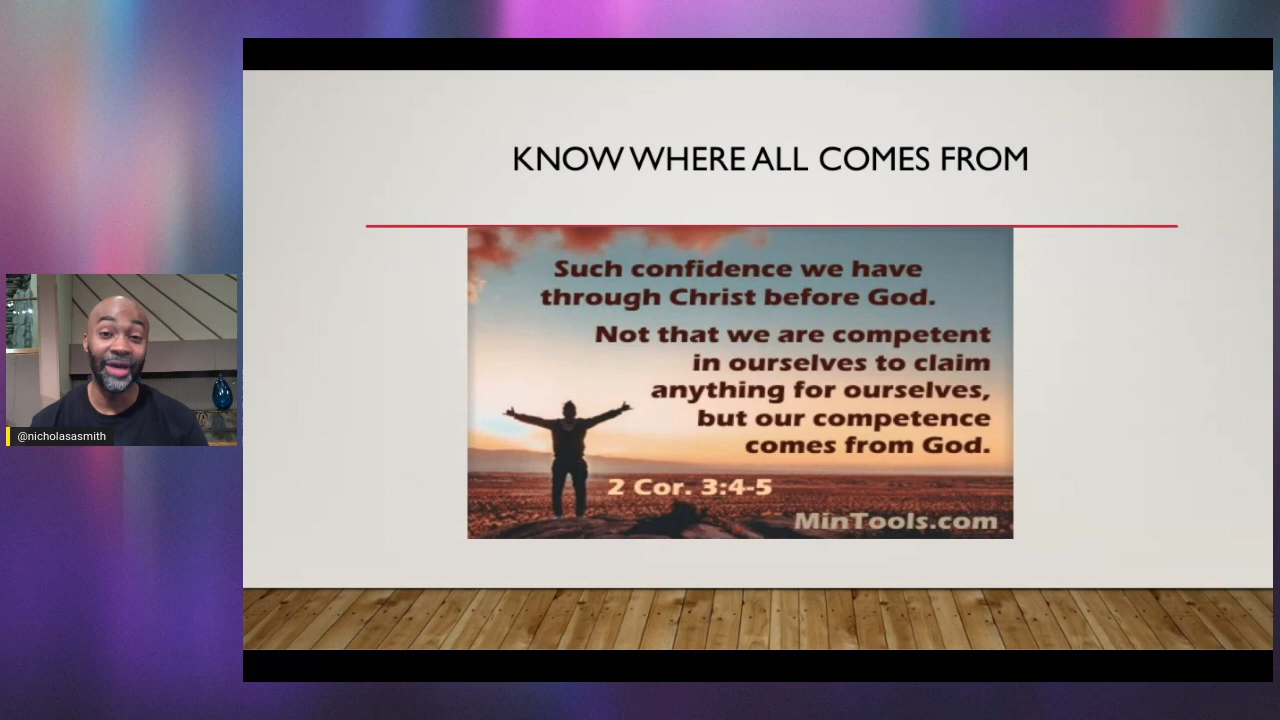 KNOW WHERE ALL COMES FROM
Such confidence we have
through Christ before God.
Not that we are competent
in ourselves to claim
anything for ourselves,
but our competence
comes from God.
2 Cor. 3:4-5
MinTools.com
@nicholasasmith